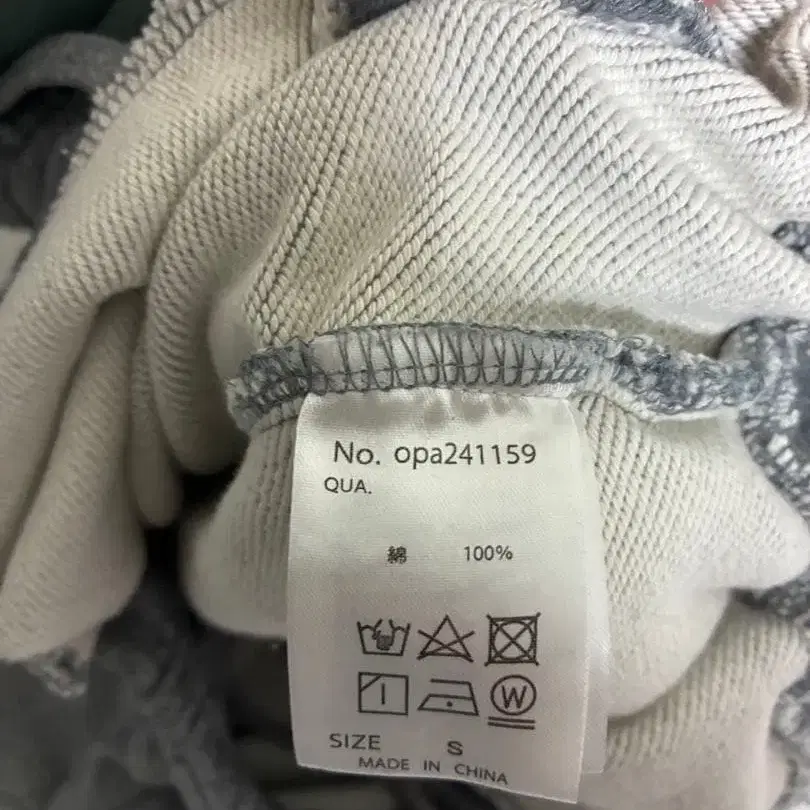 No. opa241159
QUA.
綿 100%
W
SIZE S
MADE IN CHINA